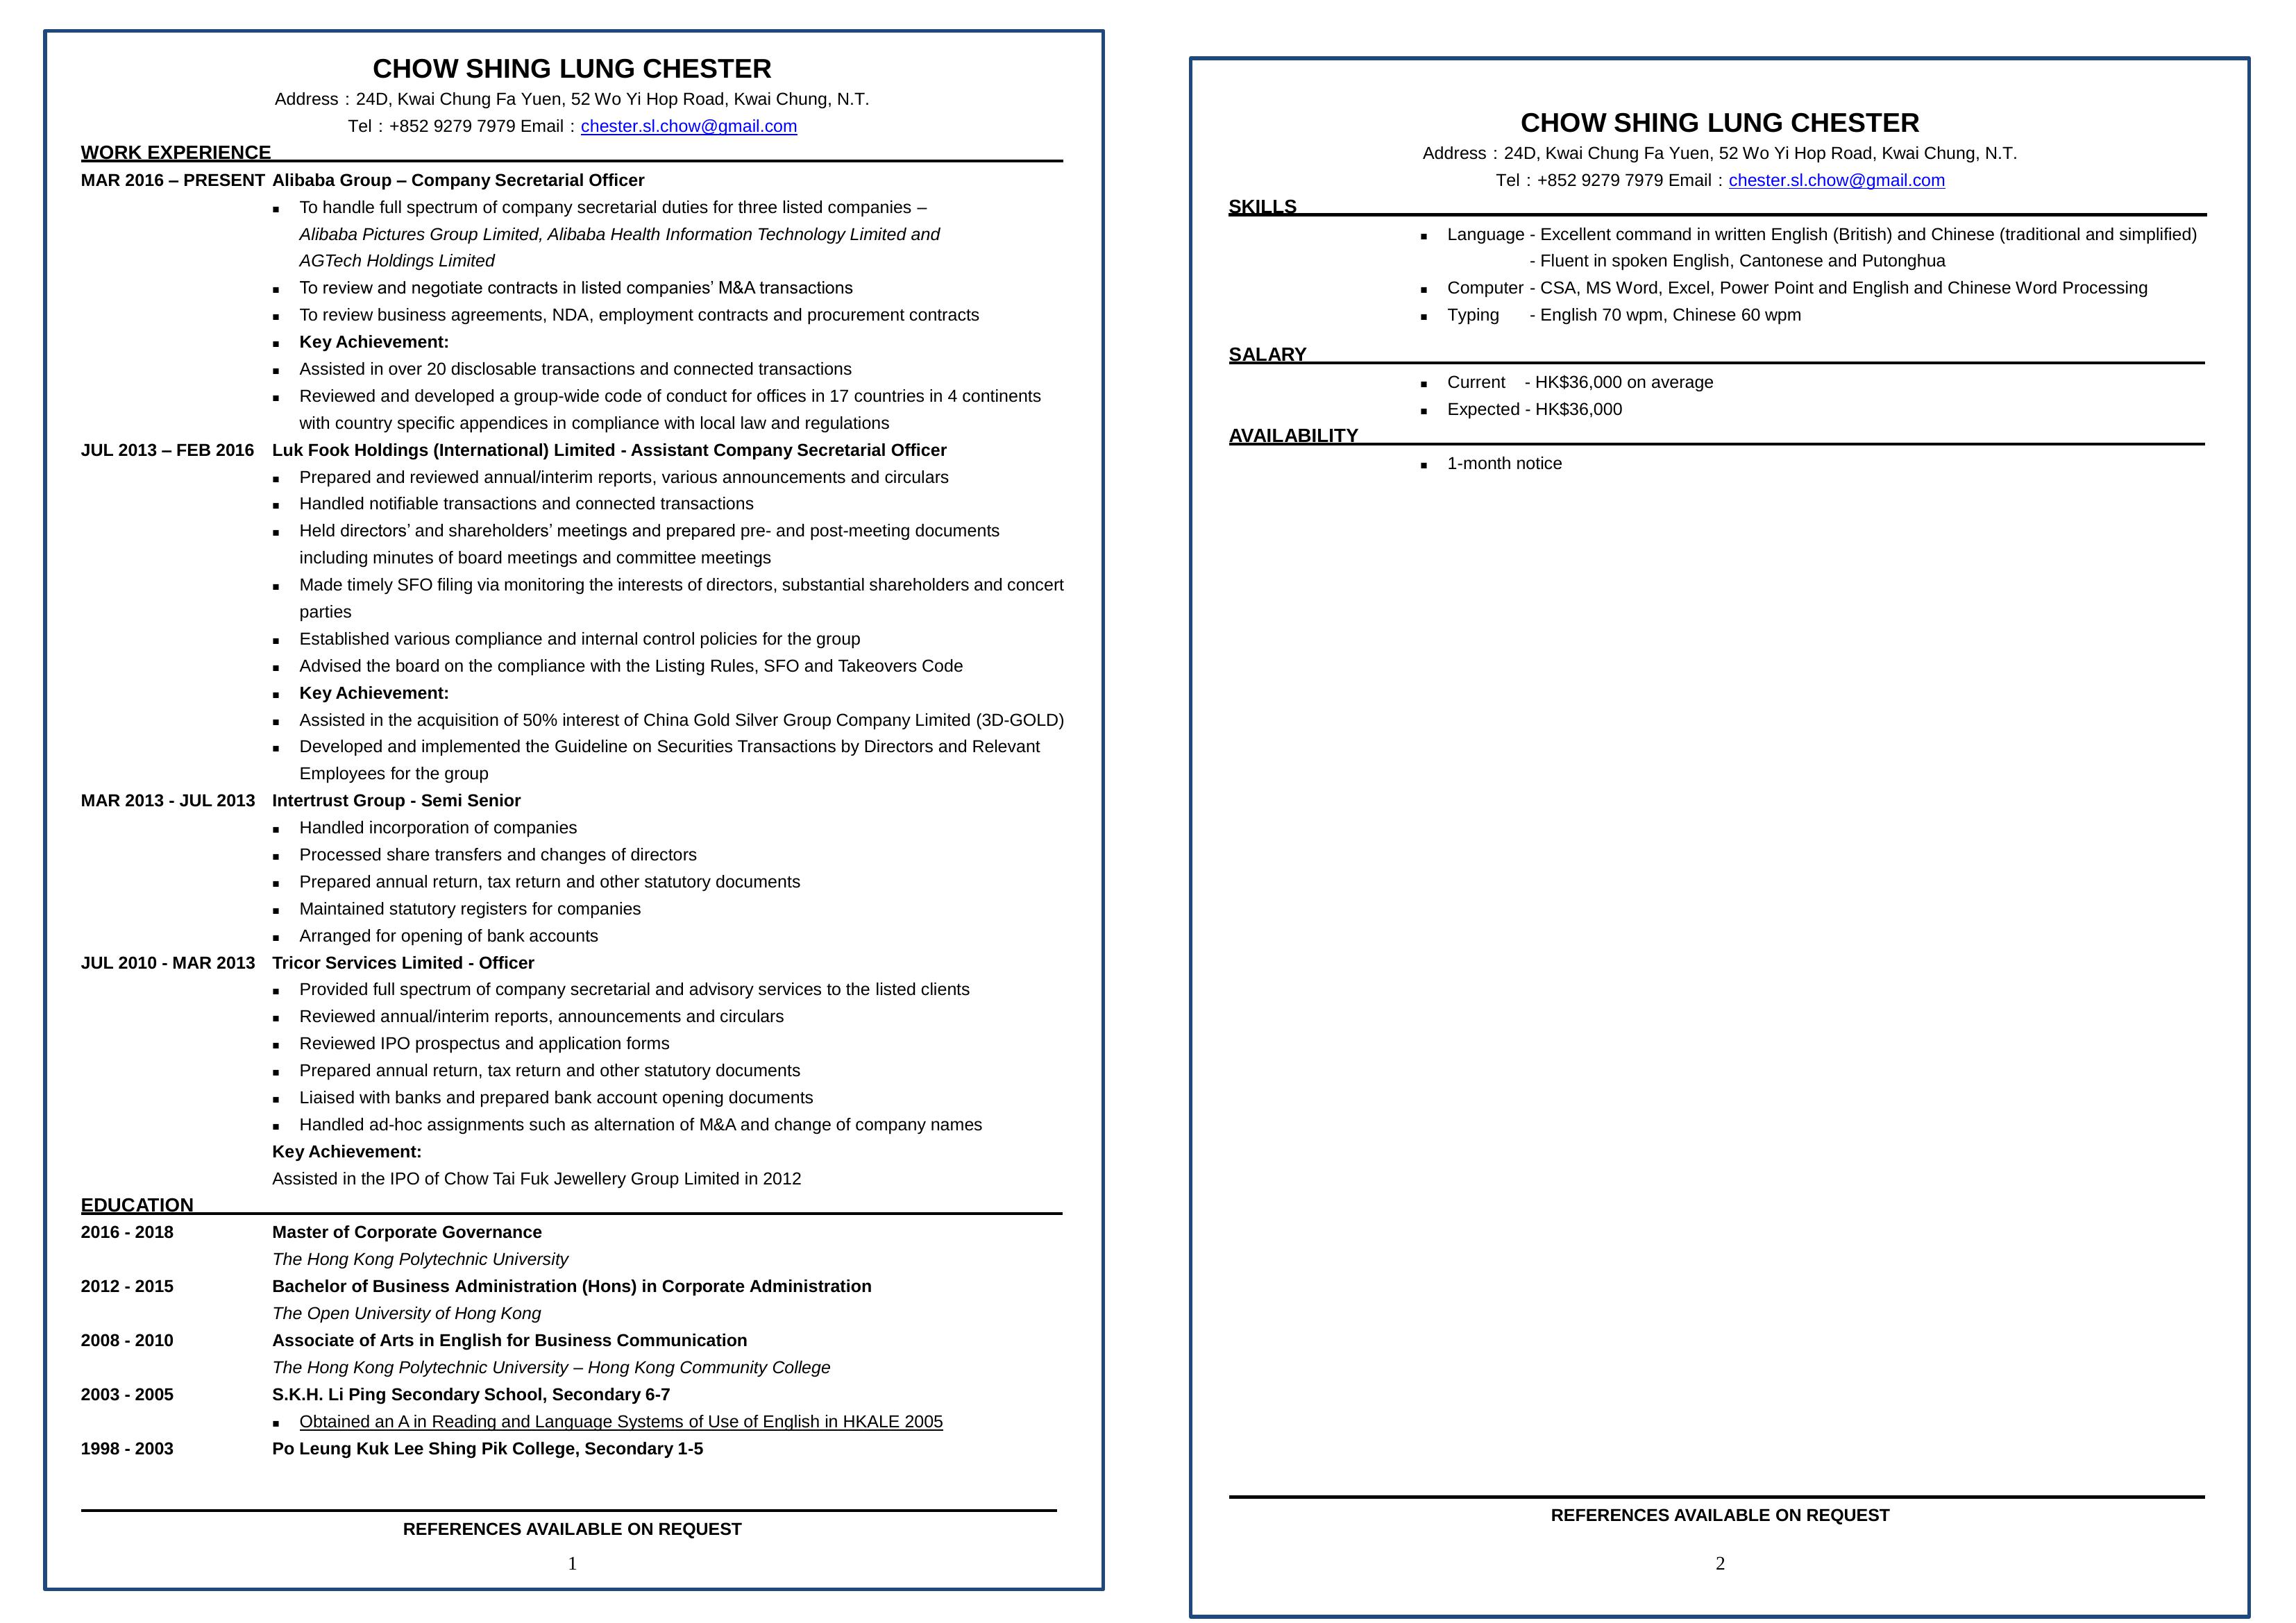 CHOW SHING LUNG CHESTER
Address : 24D, Kwai Chung Fa Yuen, 52 Wo Yi Hop Road, Kwai Chung, N.T.
Tel : +852 9279 7979 Email : chester.sl.chow@gmail.com
WORK EXPERIENCE
MAR 2016 – PRESENT Alibaba Group – Company Secretarial Officer
▪ To handle full spectrum of company secretarial duties for three listed companies –
Alibaba Pictures Group Limited, Alibaba Health Information Technology Limited and
AGTech Holdings Limited
▪ To review and negotiate contracts in listed companies’ M&A transactions
▪ To review business agreements, NDA, employment contracts and procurement contracts
▪ Key Achievement:
▪ Assisted in over 20 disclosable transactions and connected transactions
▪ Reviewed and developed a group-wide code of conduct for offices in 17 countries in 4 continents
with country specific appendices in compliance with local law and regulations
JUL 2013 – FEB 2016 Luk Fook Holdings (International) Limited - Assistant Company Secretarial Officer
▪ Prepared and reviewed annual/interim reports, various announcements and circulars
▪ Handled notifiable transactions and connected transactions
▪ Held directors’ and shareholders’ meetings and prepared pre- and post-meeting documents
including minutes of board meetings and committee meetings
▪ Made timely SFO filing via monitoring the interests of directors, substantial shareholders and concert
parties
▪ Established various compliance and internal control policies for the group
▪ Advised the board on the compliance with the Listing Rules, SFO and Takeovers Code
▪ Key Achievement:
▪ Assisted in the acquisition of 50% interest of China Gold Silver Group Company Limited (3D-GOLD)
▪ Developed and implemented the Guideline on Securities Transactions by Directors and Relevant
Employees for the group
MAR 2013 - JUL 2013 Intertrust Group - Semi Senior
▪ Handled incorporation of companies
▪ Processed share transfers and changes of directors
▪ Prepared annual return, tax return and other statutory documents
▪ Maintained statutory registers for companies
▪ Arranged for opening of bank accounts
JUL 2010 - MAR 2013 Tricor Services Limited - Officer
▪ Provided full spectrum of company secretarial and advisory services to the listed clients
▪ Reviewed annual/interim reports, announcements and circulars
▪ Reviewed IPO prospectus and application forms
▪ Prepared annual return, tax return and other statutory documents
▪ Liaised with banks and prepared bank account opening documents
▪ Handled ad-hoc assignments such as alternation of M&A and change of company names
Key Achievement:
Assisted in the IPO of Chow Tai Fuk Jewellery Group Limited in 2012
EDUCATION
2016 - 2018 Master of Corporate Governance
The Hong Kong Polytechnic University
2012 - 2015 Bachelor of Business Administration (Hons) in Corporate Administration
The Open University of Hong Kong
2008 - 2010 Associate of Arts in English for Business Communication
The Hong Kong Polytechnic University – Hong Kong Community College
2003 - 2005 S.K.H. Li Ping Secondary School, Secondary 6-7
▪ Obtained an A in Reading and Language Systems of Use of English in HKALE 2005
1998 - 2003 Po Leung Kuk Lee Shing Pik College, Secondary 1-5
REFERENCES AVAILABLE ON REQUEST
1
CHOW SHING LUNG CHESTER
Address : 24D, Kwai Chung Fa Yuen, 52 Wo Yi Hop Road, Kwai Chung, N.T.
Tel : +852 9279 7979 Email : chester.sl.chow@gmail.com
SKILLS
▪ Language - Excellent command in written English (British) and Chinese (traditional and simplified)
- Fluent in spoken English, Cantonese and Putonghua
▪ Computer - CSA, MS Word, Excel, Power Point and English and Chinese Word Processing
▪ Typing - English 70 wpm, Chinese 60 wpm
SALARY
▪ Current - HK$36,000 on average
▪ Expected - HK$36,000
AVAILABILITY
▪ 1-month notice
REFERENCES AVAILABLE ON REQUEST
2